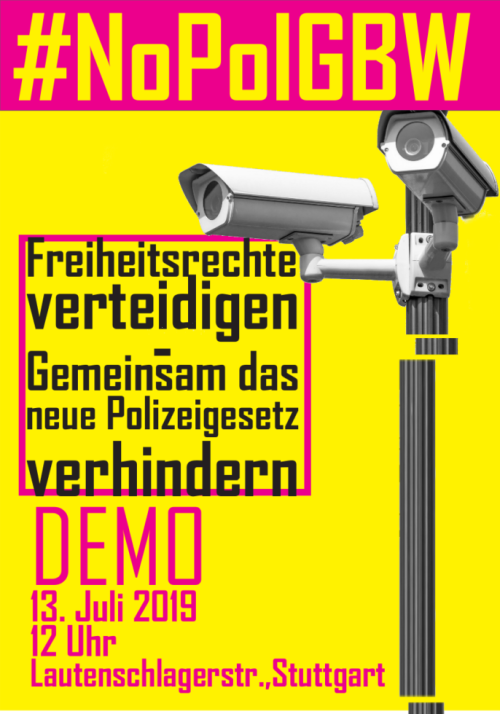 #NoPolGBW
Freiheitsrechte
verteidigen
-
Gemeinsam das
neue Polizeigesetz
verhindern
DEMO
13. Juli 2019
12 Uhr
Lautenschlagerstr.,Stuttgart